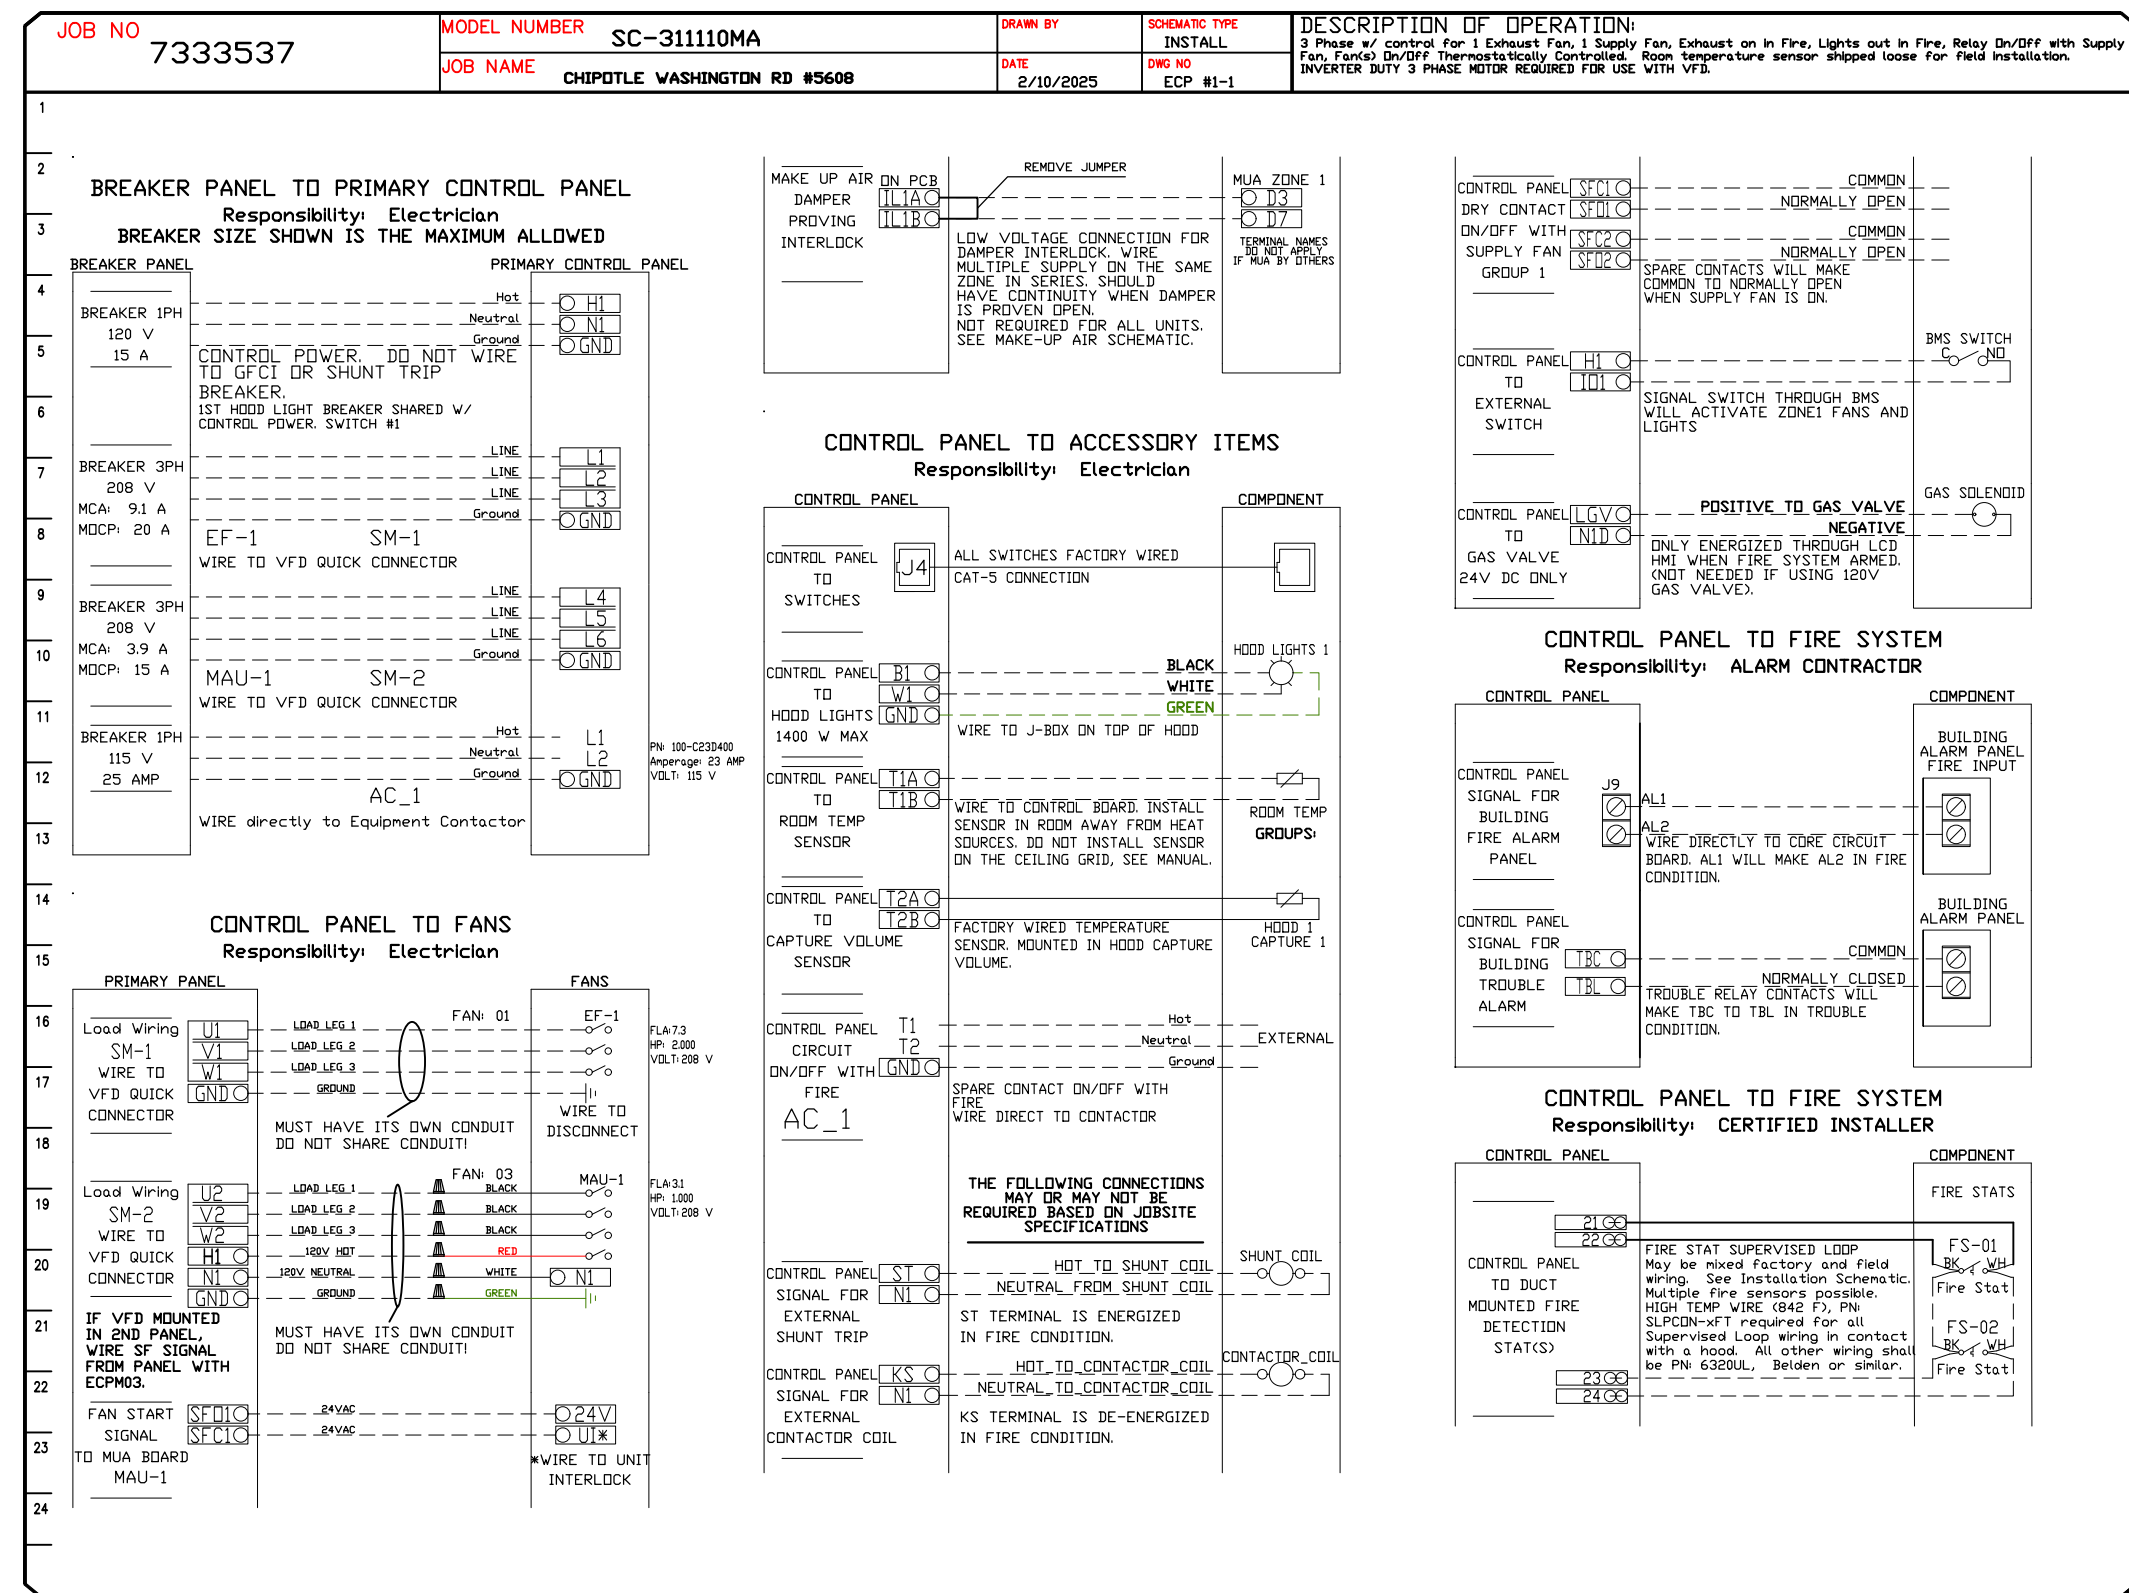 JOB NO 7333537
MODEL NUMBER SC-311110MA
JOB NAME CHIPOTLE WASHINGTON RD #5608
DRAWN BY
DATE 2/10/2025
SCHEMATIC TYPE INSTALL
DWG NO ECP #1-1
DESCRIPTION OF OPERATION:
3 Phase w/ control for 1 Exhaust Fan, 1 Supply Fan, Exhaust on in Fire, Lights out in Fire, Relay On/Off with Supply
Fan, Fan(s) On/Off Thermostatically Controlled. Room temperature sensor shipped loose for field installation.
INVERTER DUTY 3 PHASE MOTOR REQUIRED FOR USE WITH VFD.
1
2
3
4
5
6
7
8
9
10
11
12
13
14
15
16
17
18
19
20
21
22
23
24
BREAKER PANEL TO PRIMARY CONTROL PANEL
Responsibility: Electrician
BREAKER SIZE SHOWN IS THE MAXIMUM ALLOWED
BREAKER PANEL
PRIMARY CONTROL PANEL
BREAKER 1PH
120 V
15 A
Hot H1
Neutral N1
Ground GND
CONTROL POWER. DO NOT WIRE
TO GFCI OR SHUNT TRIP
BREAKER.
1ST HOOD LIGHT BREAKER SHARED W/
CONTROL POWER. SWITCH #1
BREAKER 3PH
208 V
MCA: 9.1 A
MOCP: 20 A
LINE L1
LINE L2
LINE L3
Ground GND
EF-1 SM-1
WIRE TO VFD QUICK CONNECTOR
BREAKER 3PH
208 V
MCA: 3.9 A
MOCP: 15 A
LINE L4
LINE L5
LINE L6
Ground GND
MAU-1 SM-2
WIRE TO VFD QUICK CONNECTOR
BREAKER 1PH
115 V
25 AMP
Hot L1
Neutral L2
Ground GND
PN: 100-C23D400
Amperage: 23 AMP
VOLT: 115 V
AC_1
WIRE directly to Equipment Contactor
CONTROL PANEL TO FANS
Responsibility: Electrician
PRIMARY PANEL
FANS
Load Wiring
SM-1
WIRE TO
VFD QUICK
CONNECTOR
U1 LOAD LEG 1
V1 LOAD LEG 2
W1 LOAD LEG 3
GND GROUND
FAN: 01
EF-1
FLA:7.3
HP: 2.000
VOLT:208 V
WIRE TO
DISCONNECT
MUST HAVE ITS OWN CONDUIT
DO NOT SHARE CONDUIT!
Load Wiring
SM-2
WIRE TO
VFD QUICK
CONNECTOR
FAN: 03
MAU-1
U2 LOAD LEG 1 BLACK
V2 LOAD LEG 2 BLACK
W2 LOAD LEG 3 BLACK
H1 120V HOT RED
N1 120V NEUTRAL WHITE N1
GND GROUND GREEN
FLA:3.1
HP: 1.000
VOLT:208 V
IF VFD MOUNTED
IN 2ND PANEL,
WIRE SF SIGNAL
FROM PANEL WITH
ECPM03.
MUST HAVE ITS OWN CONDUIT
DO NOT SHARE CONDUIT!
FAN START
SIGNAL
TO MUA BOARD
MAU-1
SFO1 24VAC 24V
SFC1 24VAC UI*
*WIRE TO UNIT
INTERLOCK
MAKE UP AIR
DAMPER
PROVING
INTERLOCK
ON PCB
IL1A
IL1B
REMOVE JUMPER
MUA ZONE 1
D3
D7
TERMINAL NAMES
DO NOT APPLY
IF MUA BY OTHERS
LOW VOLTAGE CONNECTION FOR
DAMPER INTERLOCK. WIRE
MULTIPLE SUPPLY ON THE SAME
ZONE IN SERIES. SHOULD
HAVE CONTINUITY WHEN DAMPER
IS PROVEN OPEN.
NOT REQUIRED FOR ALL UNITS.
SEE MAKE-UP AIR SCHEMATIC.
CONTROL PANEL TO ACCESSORY ITEMS
Responsibility: Electrician
CONTROL PANEL
COMPONENT
CONTROL PANEL
TO
SWITCHES
J4
ALL SWITCHES FACTORY WIRED
CAT-5 CONNECTION
CONTROL PANEL
TO
HOOD LIGHTS
1400 W MAX
B1 BLACK
W1 WHITE
GND GREEN
HOOD LIGHTS 1
WIRE TO J-BOX ON TOP OF HOOD
CONTROL PANEL
TO
ROOM TEMP
SENSOR
T1A
T1B
WIRE TO CONTROL BOARD. INSTALL
SENSOR IN ROOM AWAY FROM HEAT
SOURCES. DO NOT INSTALL SENSOR
ON THE CEILING GRID, SEE MANUAL.
ROOM TEMP
GROUPS:
CONTROL PANEL
TO
CAPTURE VOLUME
SENSOR
T2A
T2B
FACTORY WIRED TEMPERATURE
SENSOR. MOUNTED IN HOOD CAPTURE
VOLUME.
HOOD 1
CAPTURE 1
CONTROL PANEL
CIRCUIT
ON/OFF WITH
FIRE
AC_1
T1 Hot
T2 Neutral
GND Ground
EXTERNAL
SPARE CONTACT ON/OFF WITH
FIRE
WIRE DIRECT TO CONTACTOR
THE FOLLOWING CONNECTIONS
MAY OR MAY NOT BE
REQUIRED BASED ON JOBSITE
SPECIFICATIONS
CONTROL PANEL
SIGNAL FOR
EXTERNAL
SHUNT TRIP
ST HOT TO SHUNT COIL
N1 NEUTRAL FROM SHUNT COIL
SHUNT COIL
ST TERMINAL IS ENERGIZED
IN FIRE CONDITION.
CONTROL PANEL
SIGNAL FOR
EXTERNAL
CONTACTOR COIL
KS HOT TO CONTACTOR COIL
N1 NEUTRAL TO CONTACTOR COIL
CONTACTOR COIL
KS TERMINAL IS DE-ENERGIZED
IN FIRE CONDITION.
CONTROL PANEL
DRY CONTACT
ON/OFF WITH
SUPPLY FAN
GROUP 1
SFC1 COMMON
SFO1 NORMALLY OPEN
SFC2 COMMON
SFO2 NORMALLY OPEN
SPARE CONTACTS WILL MAKE
COMMON TO NORMALLY OPEN
WHEN SUPPLY FAN IS ON.
CONTROL PANEL
TO
EXTERNAL
SWITCH
H1
IO1
BMS SWITCH
C NO
SIGNAL SWITCH THROUGH BMS
WILL ACTIVATE ZONE1 FANS AND
LIGHTS
CONTROL PANEL
TO
GAS VALVE
24V DC ONLY
LGV POSITIVE TO GAS VALVE
N1D NEGATIVE
GAS SOLENOID
ONLY ENERGIZED THROUGH LCD
HMI WHEN FIRE SYSTEM ARMED.
(NOT NEEDED IF USING 120V
GAS VALVE).
CONTROL PANEL TO FIRE SYSTEM
Responsibility: ALARM CONTRACTOR
CONTROL PANEL
COMPONENT
CONTROL PANEL
SIGNAL FOR
BUILDING
FIRE ALARM
PANEL
J9
AL1
AL2
BUILDING
ALARM PANEL
FIRE INPUT
WIRE DIRECTLY TO CORE CIRCUIT
BOARD. AL1 WILL MAKE AL2 IN FIRE
CONDITION.
CONTROL PANEL
SIGNAL FOR
BUILDING
TROUBLE
ALARM
TBC COMMON
TBL NORMALLY CLOSED
BUILDING
ALARM PANEL
TROUBLE RELAY CONTACTS WILL
MAKE TBC TO TBL IN TROUBLE
CONDITION.
CONTROL PANEL TO FIRE SYSTEM
Responsibility: CERTIFIED INSTALLER
CONTROL PANEL
COMPONENT
FIRE STATS
CONTROL PANEL
TO DUCT
MOUNTED FIRE
DETECTION
STAT(S)
21
22
FIRE STAT SUPERVISED LOOP
May be mixed factory and field
wiring. See Installation Schematic.
Multiple fire sensors possible.
HIGH TEMP WIRE (842 F), PN:
SLPCON-xFT required for all
Supervised Loop wiring in contact
with a hood. All other wiring shall
be PN: 6320UL, Belden or similar.
23
24
FS-01
BK WH
Fire Stat
FS-02
BK WH
Fire Stat